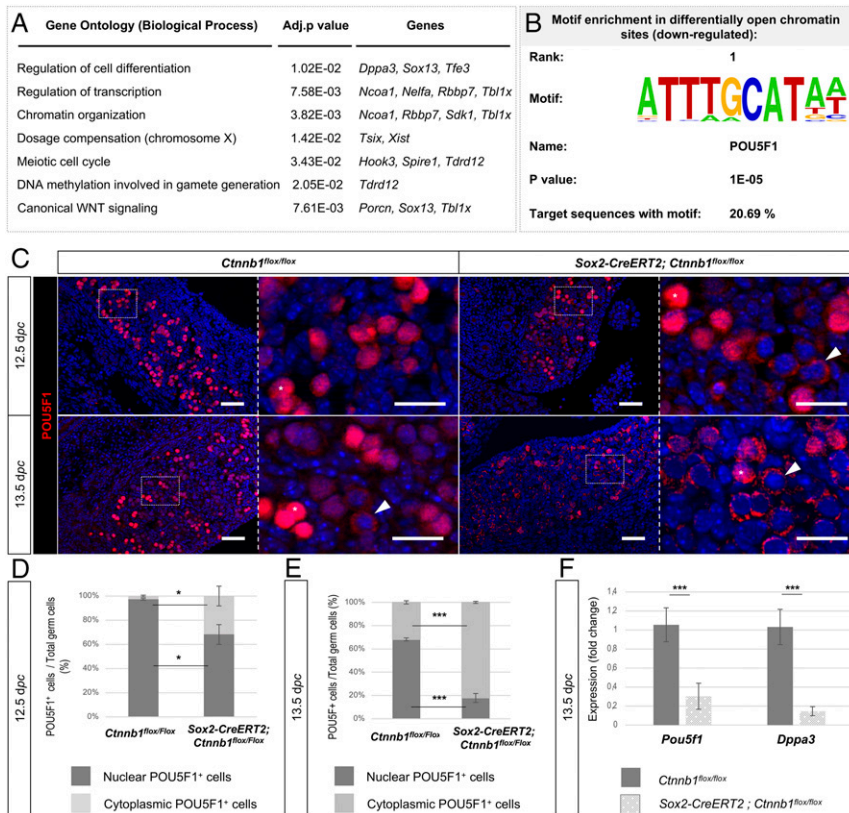 A
Gene Ontology (Biological Process) Adj.p value Genes
Regulation of cell differentiation 1.02E-02 Dppa3, Sox13, Tfe3
Regulation of transcription 7.58E-03 Ncoa1, Nelfa, Rbbp7, Tbl1x
Chromatin organization 3.82E-03 Ncoa1, Rbbp7, Sdk1, Tbl1x
Dosage compensation (chromosome X) 1.42E-02 Tsix, Xist
Meiotic cell cycle 3.43E-02 Hook3, Spire1, Tdrd12
DNA methylation involved in gamete generation 2.05E-02 Tdrd12
Canonical WNT signaling 7.61E-03 Porcn, Sox13, Tbl1x
B
Motif enrichment in differentially open chromatin
sites (down-regulated):
Rank: 1
Motif: ATTTGCATAA
Name: POU5F1
P value: 1E-05
Target sequences with motif: 20.69 %
C
Ctnnb1flox/flox Sox2-CreERT2; Ctnnb1flox/flox
POU5F1
12.5 dpc
13.5 dpc
D
12.5 dpc
POU5F1+ cells / Total germ cells
(%)
100%
80%
60%
40%
20%
0%
*
*
Ctnnb1flox/Flox Sox2-CreERT2;
Ctnnb1flox/Flox
Nuclear POU5F1+ cells
Cytoplasmic POU5F1+ cells
E
13.5 dpc
POU5F+ cells /Total germ cells (%)
100%
80%
60%
40%
20%
0%
***
***
Ctnnb1flox/Flox Sox2-CreERT2;
Ctnnb1flox/Flox
Nuclear POU5F1+ cells
Cytoplasmic POU5F1+ cells
F
13.5 dpc
Expression (fold change)
1,4
1.2
1
0.8
0.6
0.4
0.2
0
***
***
Pou5f1 Dppa3
Ctnnb1flox/flox
Sox2-CreERT2 ; Ctnnb1flox/flox